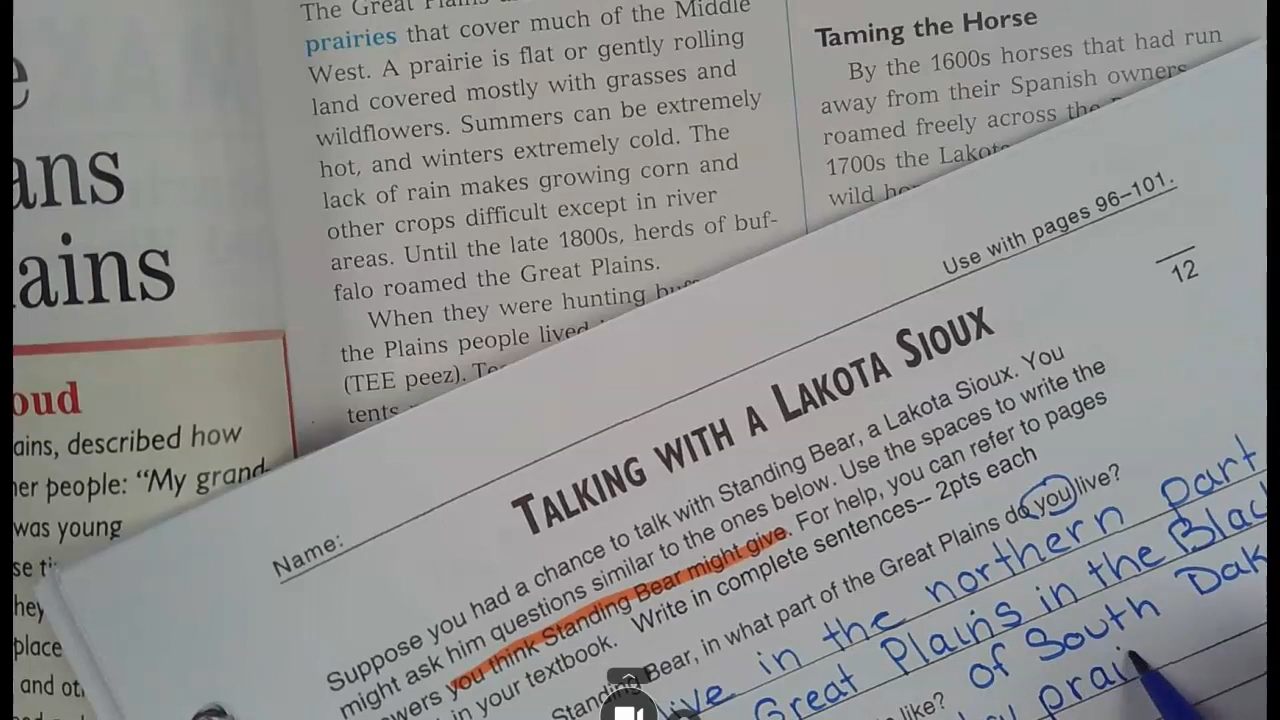 ans
lains
oud
ains, described how
her people: "My grand-
was young
se
they
place
and ot
The Great Plains
prairies that cover much of the Middle
West. A prairie is flat or gently rolling
land covered mostly with grasses and
wildflowers. Summers can be extremely
hot, and winters extremely cold. The
lack of rain makes growing corn and
other crops difficult except in river
areas. Until the late 1800s, herds of buf-
falo roamed the Great Plains.
When they were hunting
the Plains people lived
(TEE peez).
tents
Taming the Horse
By the 1600s horses that had run
away from their Spanish owners
roamed freely across the
1700s the Lakota
wild
Use with pages 96–101.
12
Name:
TALKING WITH A LAKOTA SIOUX
Suppose you had a chance to talk with Standing Bear, a Lakota Sioux. You
might ask him questions similar to the ones below. Use the spaces to write the
wers you think Standing Bear might give. For help, you can refer to pages
in your textbook. Write in complete sentences-- 2pts each
Standing Bear, in what part of the Great Plains do you live?
live in the northern part
Great Plains in the Blac
of South Dak
like?
prai